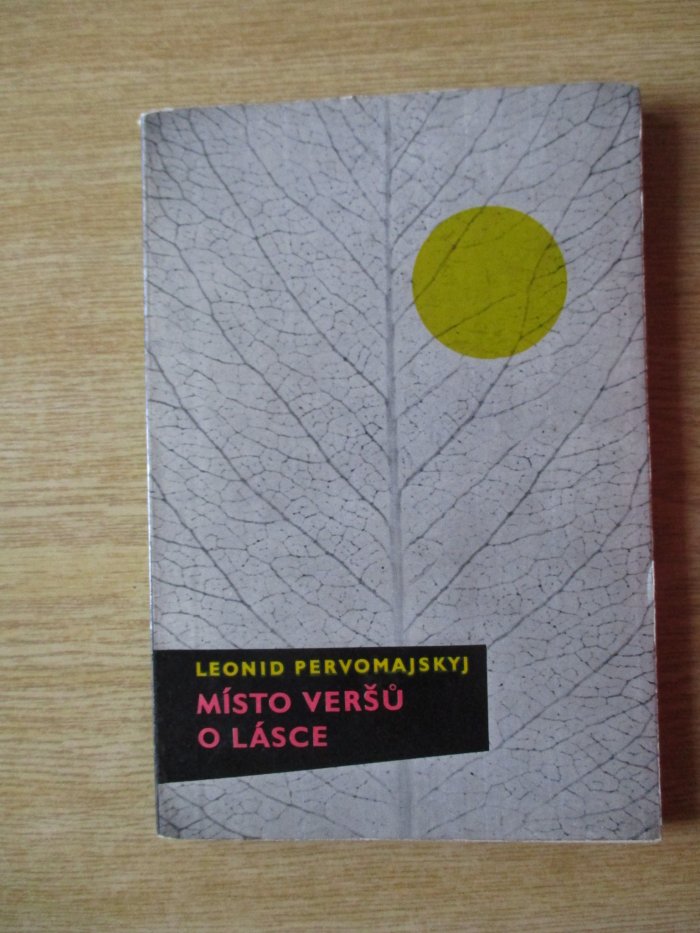 LEONID PERVOMAJSKYJ
MÍSTO VERŠŮ
O LÁSCE